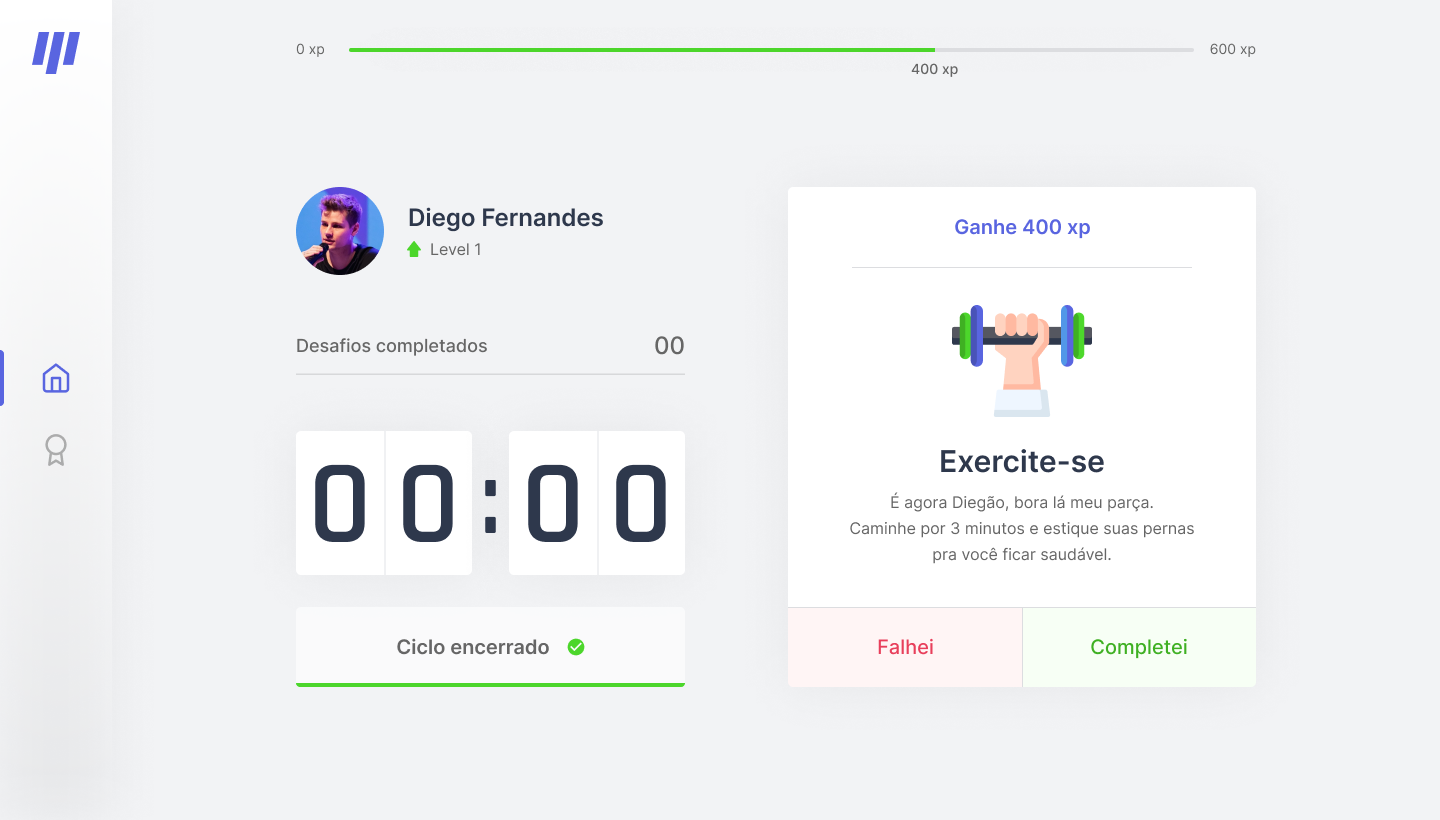 0 xp
600 xp
400 xp
Diego Fernandes
Level 1
Desafios completados
00
00:00
Ciclo encerrado
Ganhe 400 xp
Exercite-se
É agora Diegão, bora lá meu parça.
Caminhe por 3 minutos e estique suas pernas
pra você ficar saudável.
Falhei
Completei